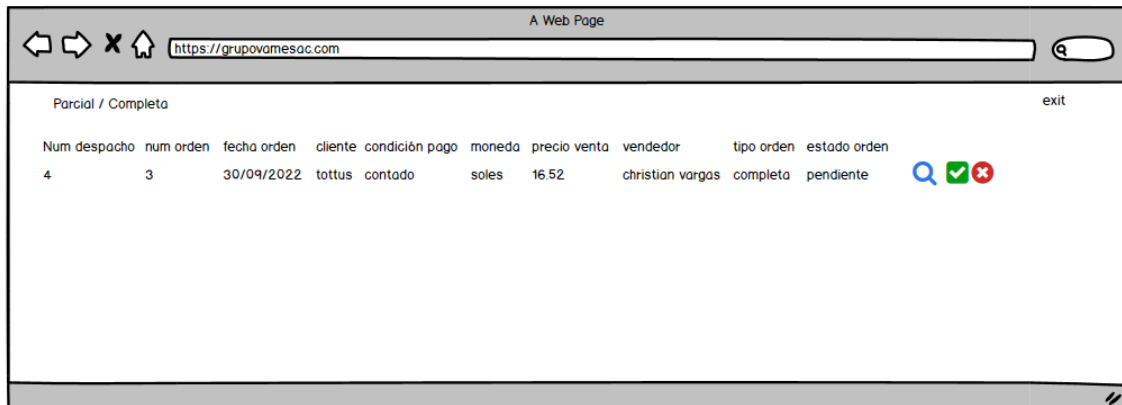 A Web Page
https://grupovamesac.com
Parcial / Completa exit
Num despacho num orden fecha orden cliente condición pago moneda precio venta vendedor tipo orden estado orden
4 3 30/09/2022 tottus contado soles 16.52 christian vargas completa pendiente